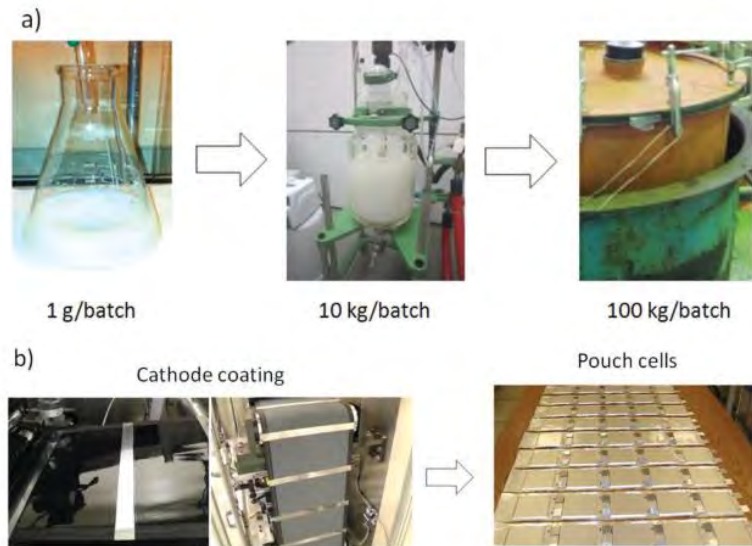 a)
1 g/batch
10 kg/batch
100 kg/batch
b)
Cathode coating
Pouch cells